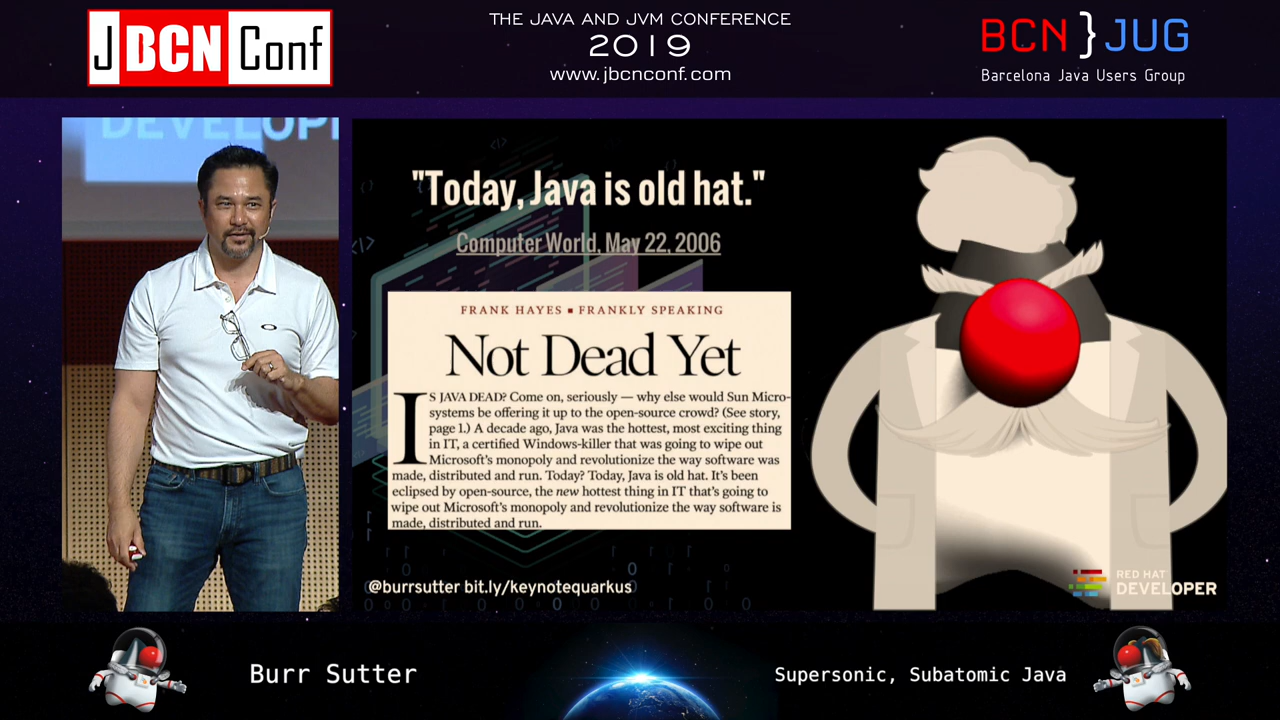 J BCN Conf
THE JAVA AND JVM CONFERENCE
2019
www.jbcnconf.com
BCN } JUG
Barcelona Java Users Group
DEVELOP
"Today, Java is old hat."
Computer World, May 22, 2006
FRANK HAYES ■ FRANKLY SPEAKING
Not Dead Yet
IS JAVA DEAD? Come on, seriously — why else would Sun Micro-
systems be offering it up to the open-source crowd? (See story,
page 1.) A decade ago, Java was the hottest, most exciting thing
in IT, a certified Windows-killer that was going to wipe out
Microsoft's monopoly and revolutionize the way software was
made, distributed and run. Today? Today, Java is old hat. It's been
eclipsed by open-source, the new hottest thing in IT that's going to
wipe out Microsoft's monopoly and revolutionize the way software is
made, distributed and run.
@burrsutter bit.ly/keynotequarkus
RED HAT
DEVELOPER
Burr Sutter
Supersonic, Subatomic Java